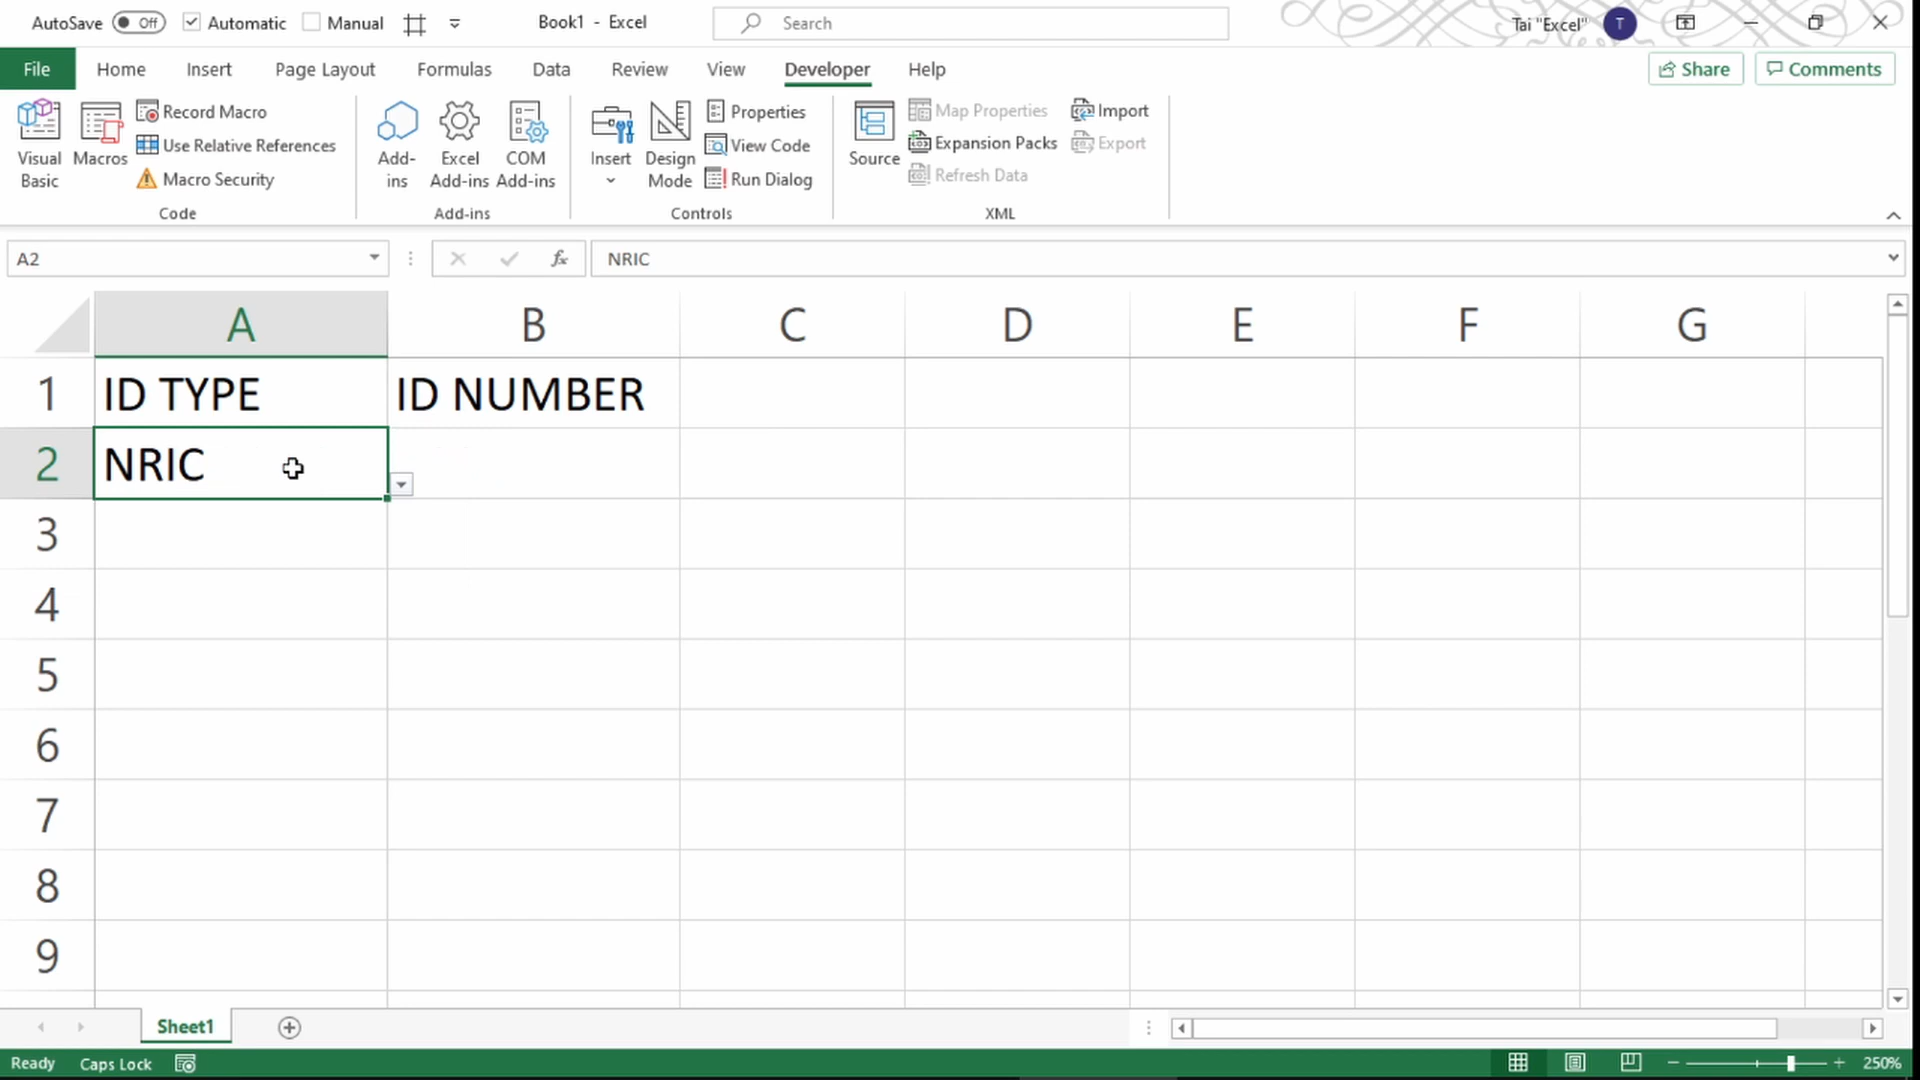 AutoSave Off Automatic Manual Book1 - Excel Search Tai "Excel" T
File Home Insert Page Layout Formulas Data Review View Developer Help Share Comments
Visual Basic
Macros
Record Macro
Use Relative References
Macro Security
Code
Add-ins
Excel Add-ins
COM Add-ins
Add-ins
Insert
Design Mode
Properties
View Code
Run Dialog
Controls
Source
Map Properties
Expansion Packs
Refresh Data
Import
Export
XML
A2 fx NRIC
A B C D E F G
1 ID TYPE ID NUMBER
2 NRIC
3
4
5
6
7
8
9
Sheet1
Ready Caps Lock 250%